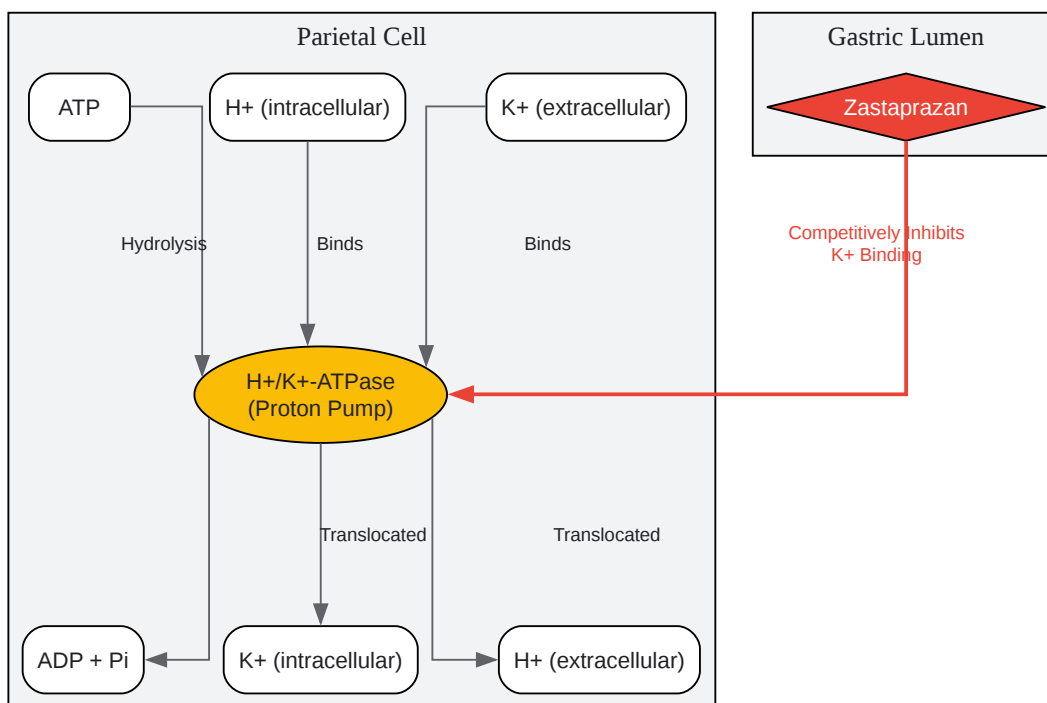 Parietal Cell
Gastric Lumen
ATP
H+ (intracellular)
K+ (extracellular)
Zastaprazan
Hydrolysis
Binds
Binds
Competitively Inhibits
K+ Binding
H+/K+-ATPase
(Proton Pump)
Translocated
Translocated
ADP + Pi
K+ (intracellular)
H+ (extracellular)